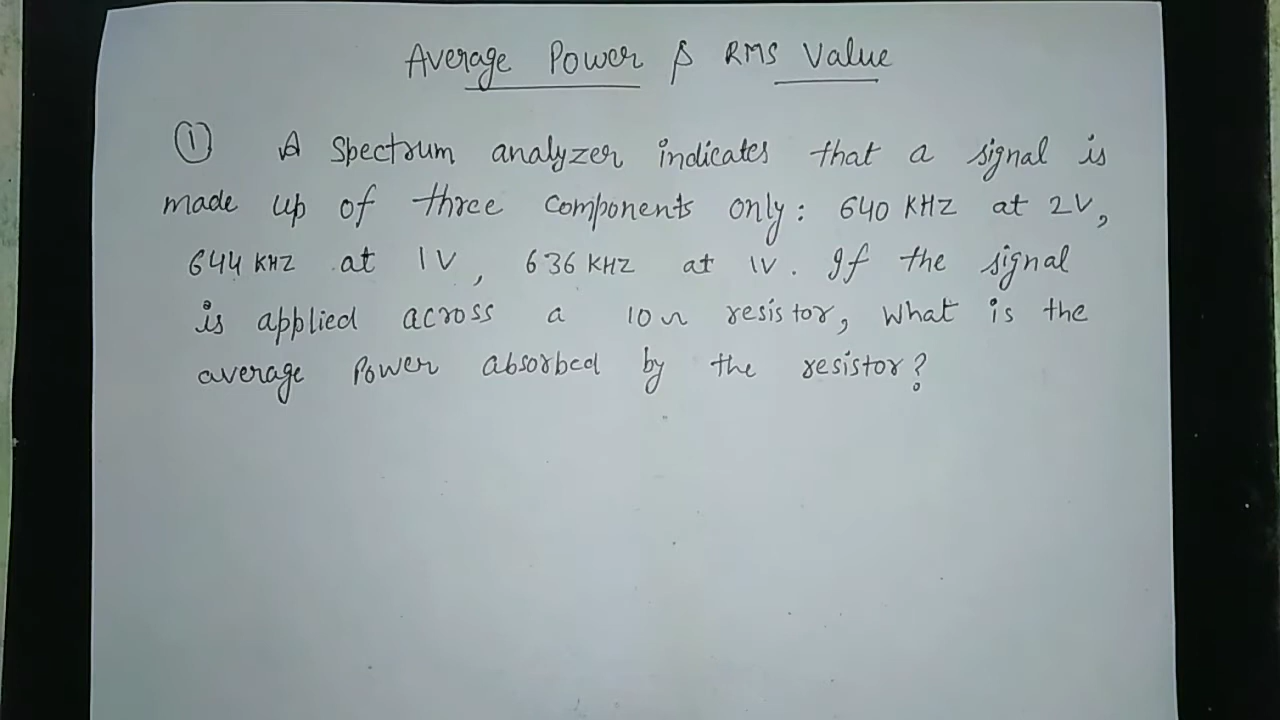 Average Power & RMS Value
① A Spectrum analyzer indicates that a signal is
made up of three components only: 640 KHZ at 2V,
644 KHZ at 1V, 636 KHZ at 1V. If the signal
is applied across a 10Ω resistor, what is the
average Power absorbed by the resistor?